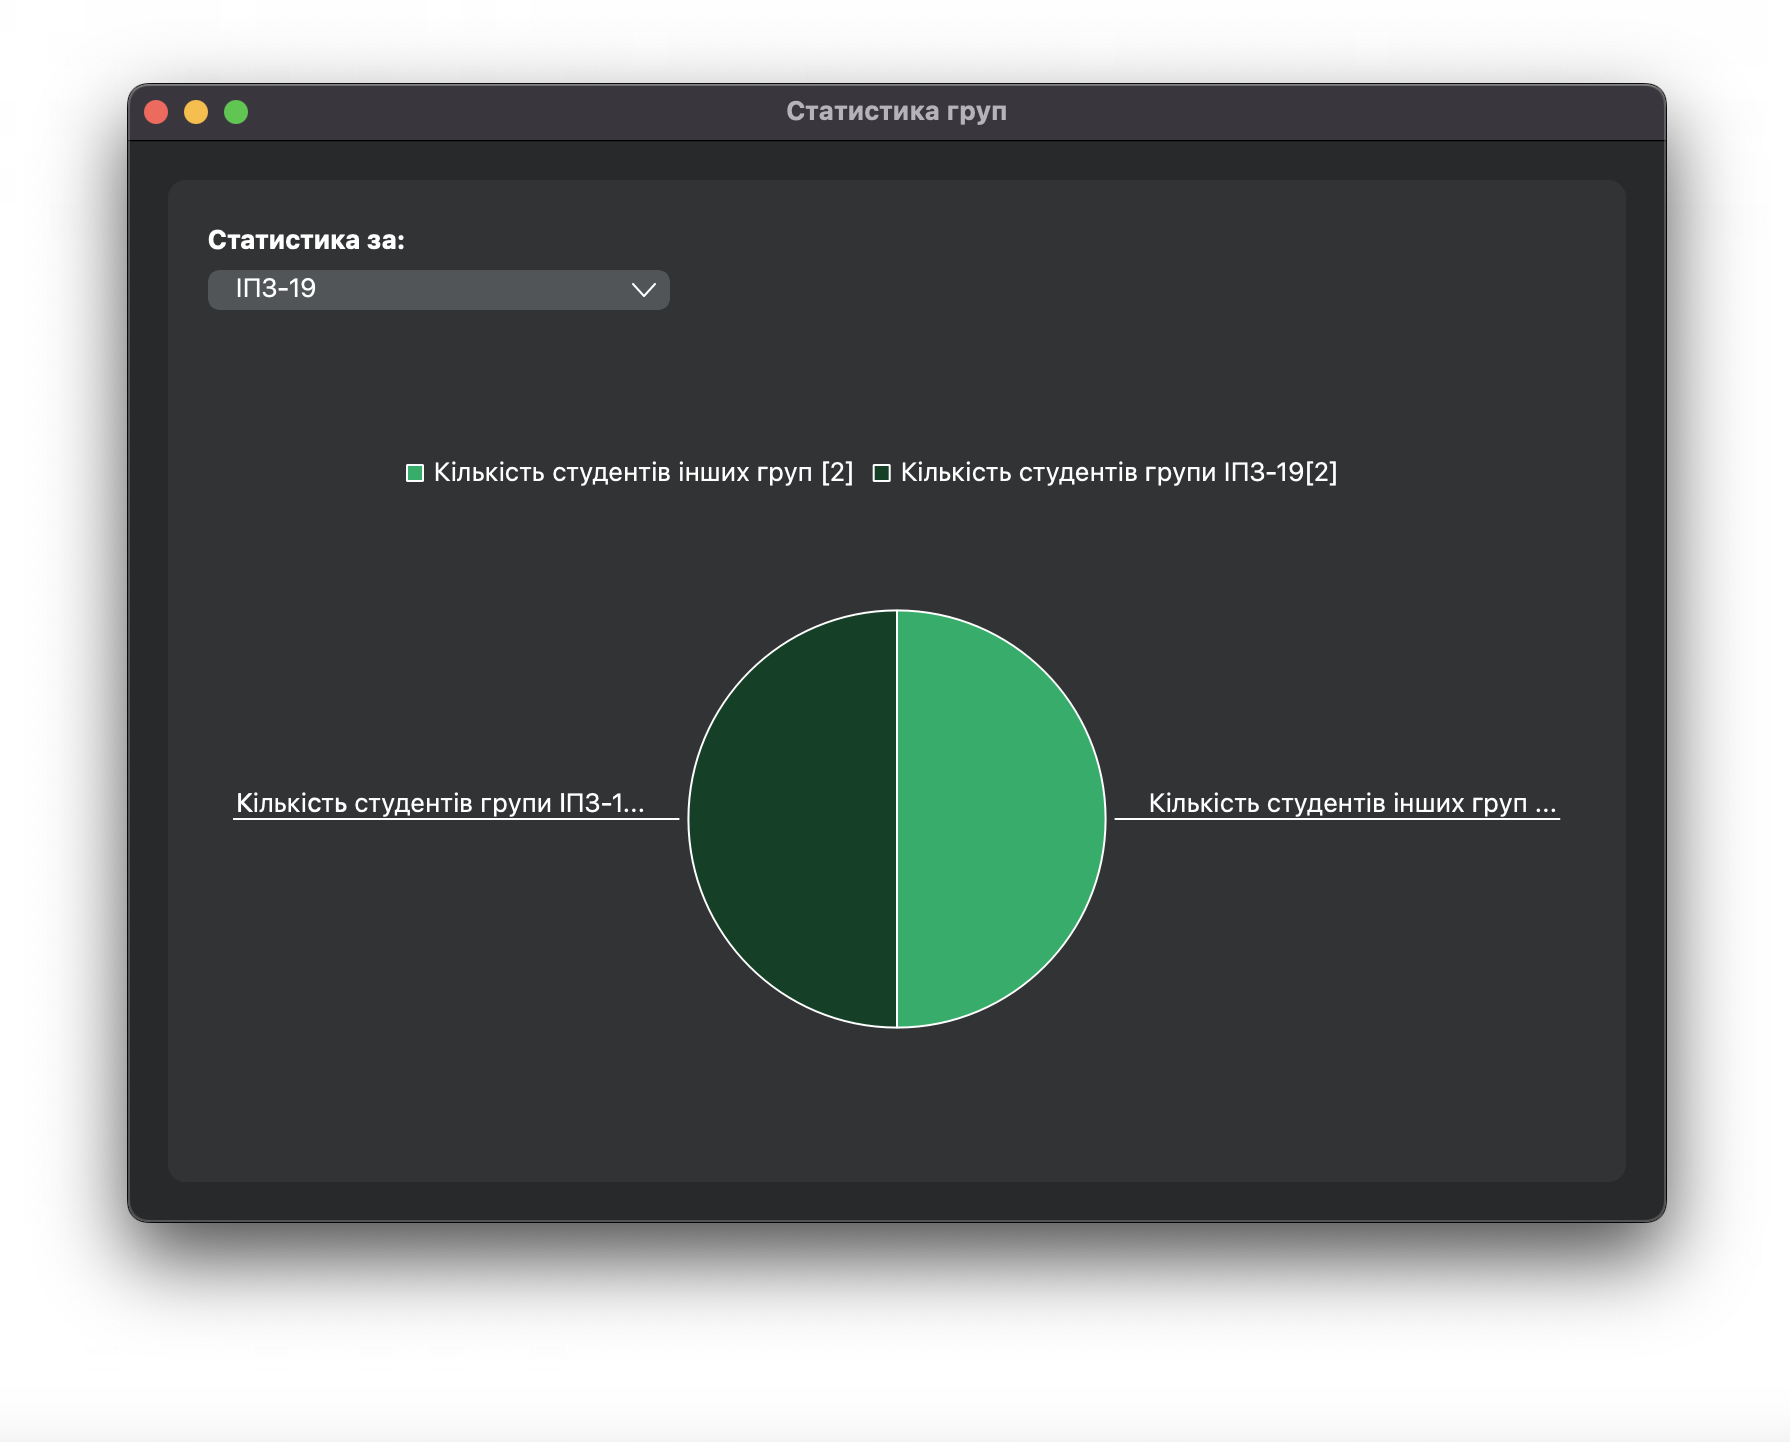 Статистика груп
Статистика за:
ІПЗ-19
Кількість студентів інших груп [2] Кількість студентів групи ІПЗ-19[2]
Кількість студентів групи ІПЗ-1...
Кількість студентів інших груп ...